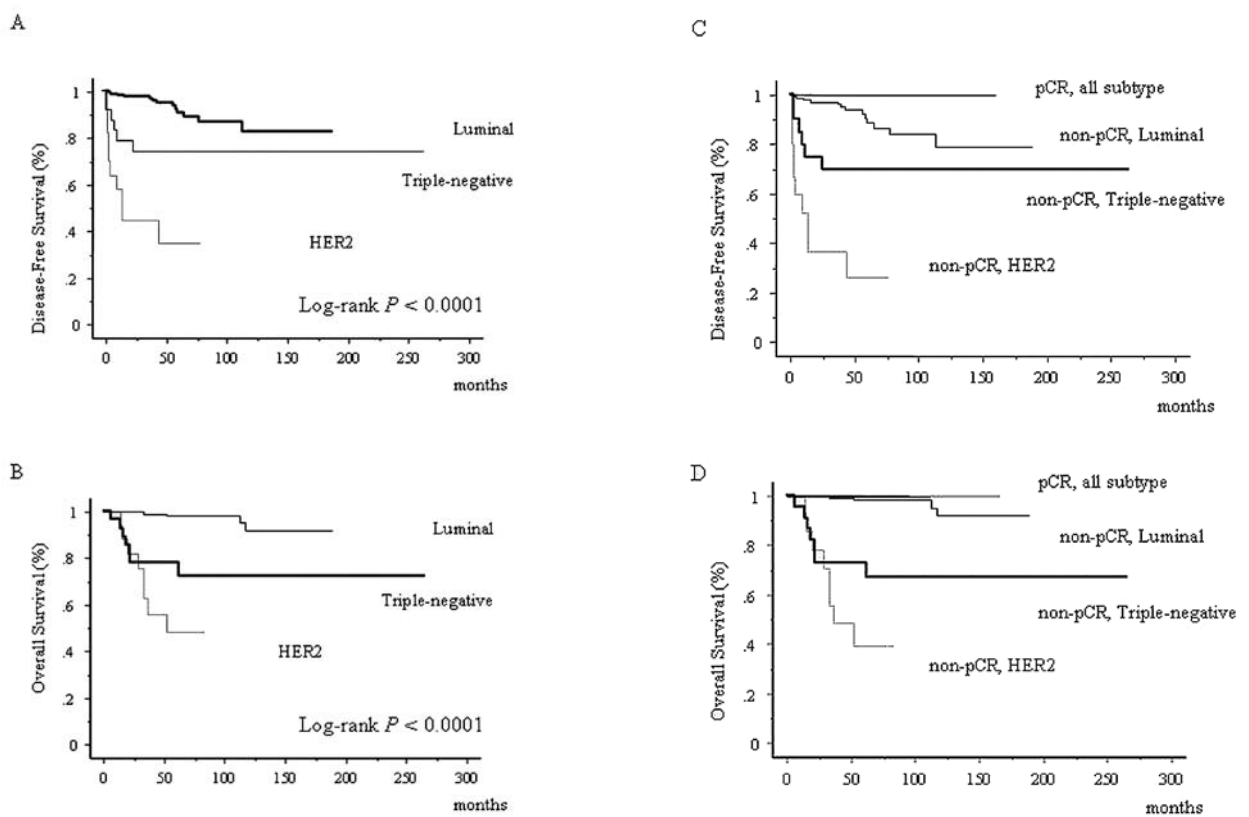 A
Disease-Free Survival (%)
1
.8
.6
.4
.2
0
Luminal
Triple-negative
HER2
Log-rank P < 0.0001
0 50 100 150 200 250 300
months
B
Overall Survival (%)
1
.8
.6
.4
.2
0
Luminal
Triple-negative
HER2
Log-rank P < 0.0001
0 50 100 150 200 250 300
months
C
Disease-Free Survival (%)
1
.8
.6
.4
.2
0
pCR, all subtype
non-pCR, Luminal
non-pCR, Triple-negative
non-pCR, HER2
0 50 100 150 200 250 300
months
D
Overall Survival (%)
1
.8
.6
.4
.2
0
pCR, all subtype
non-pCR, Luminal
non-pCR, Triple-negative
non-pCR, HER2
0 50 100 150 200 250 300
months